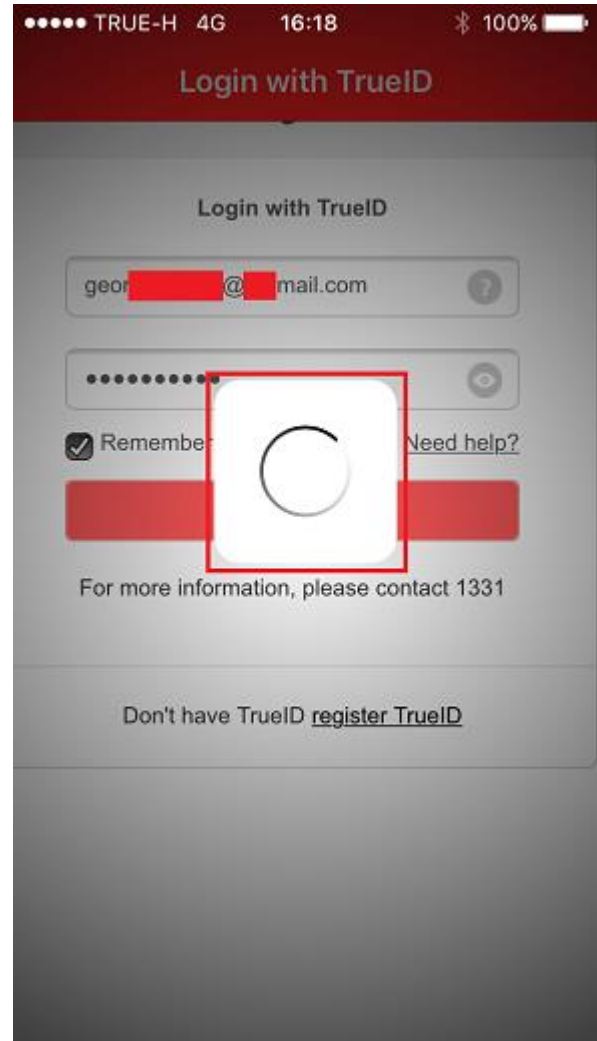 TRUE-H 4G 16:18 100%
Login with TrueID
Login with TrueID
geor @ mail.com
?
Remember Need help?
For more information, please contact 1331
Don't have TrueID register TrueID